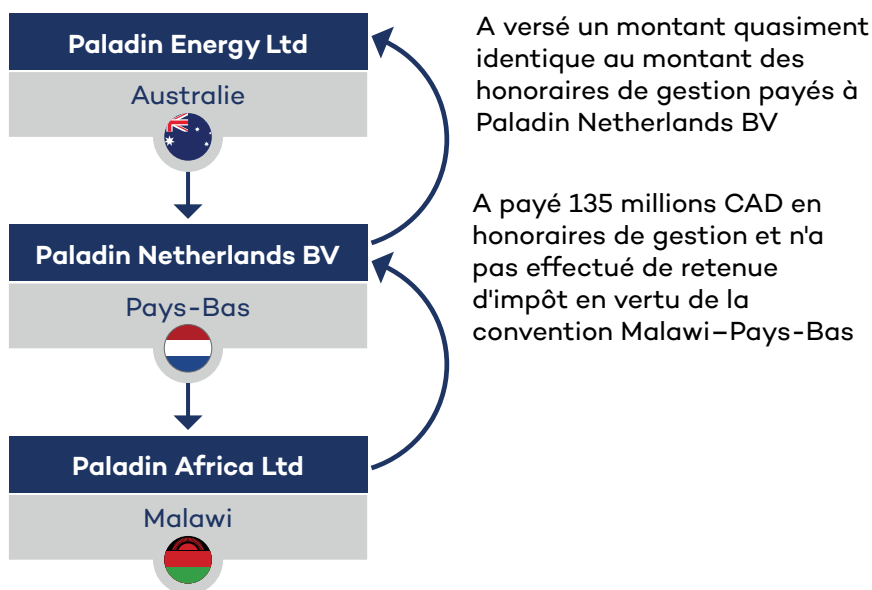 Paladin Energy Ltd
Australie
A versé un montant quasiment
identique au montant des
honoraires de gestion payés à
Paladin Netherlands BV
Paladin Netherlands BV
Pays-Bas
A payé 135 millions CAD en
honoraires de gestion et n'a
pas effectué de retenue
d'impôt en vertu de la
convention Malawi–Pays-Bas
Paladin Africa Ltd
Malawi